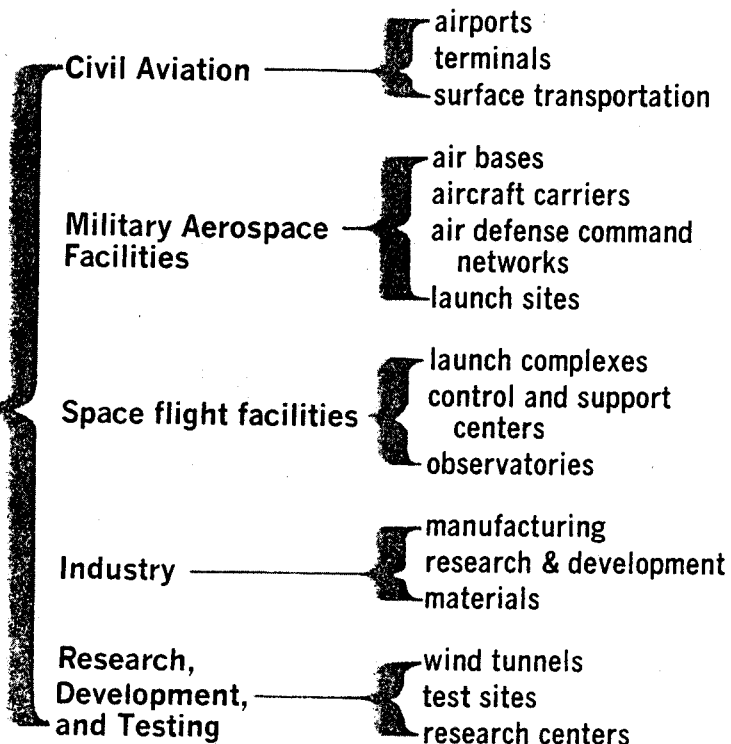 Civil Aviation
airports
terminals
surface transportation
Military Aerospace
Facilities
air bases
aircraft carriers
air defense command
networks
launch sites
Space flight facilities
launch complexes
control and support
centers
observatories
Industry
manufacturing
research & development
materials
Research,
Development,
and Testing
wind tunnels
test sites
research centers